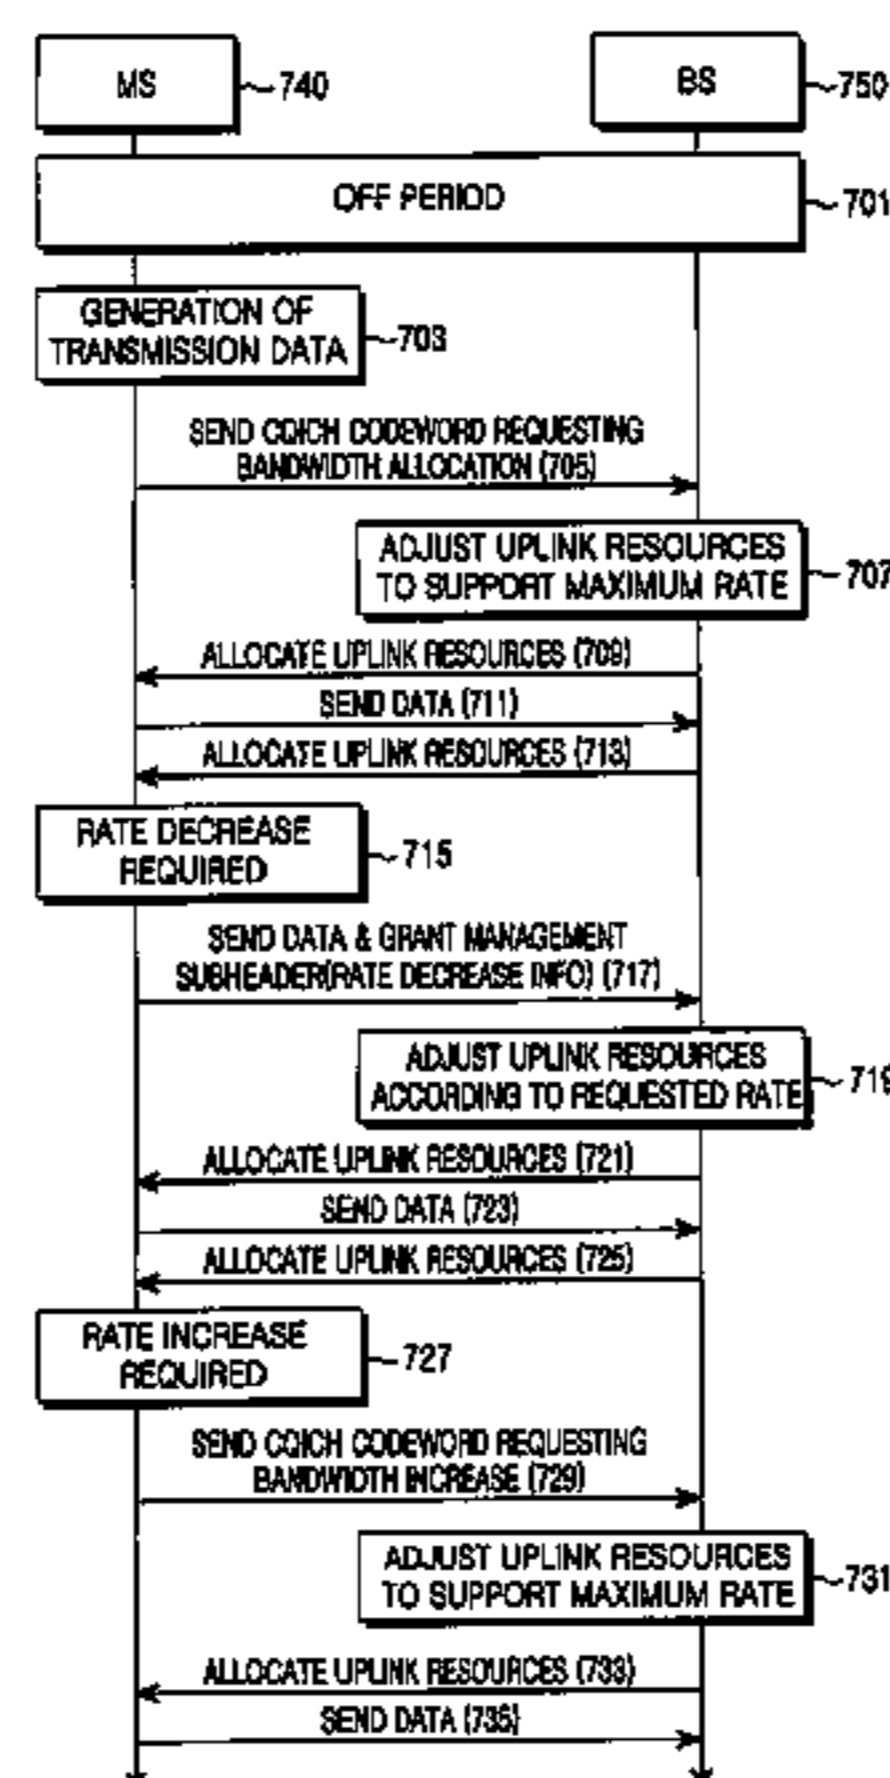 MS
740
BS
750
OFF PERIOD
701
GENERATION OF
TRANSMISSION DATA
703
SEND CQICH CODEWORD REQUESTING
BANDWIDTH ALLOCATION (705)
ADJUST UPLINK RESOURCES
TO SUPPORT MAXIMUM RATE
707
ALLOCATE UPLINK RESOURCES (709)
SEND DATA (711)
ALLOCATE UPLINK RESOURCES (713)
RATE DECREASE
REQUIRED
715
SEND DATA & GRANT MANAGEMENT
SUBHEADER(RATE DECREASE INFO) (717)
ADJUST UPLINK RESOURCES
ACCORDING TO REQUESTED RATE
719
ALLOCATE UPLINK RESOURCES (721)
SEND DATA (723)
ALLOCATE UPLINK RESOURCES (725)
RATE INCREASE
REQUIRED
727
SEND CQICH CODEWORD REQUESTING
BANDWIDTH INCREASE (729)
ADJUST UPLINK RESOURCES
TO SUPPORT MAXIMUM RATE
731
ALLOCATE UPLINK RESOURCES (733)
SEND DATA (735)